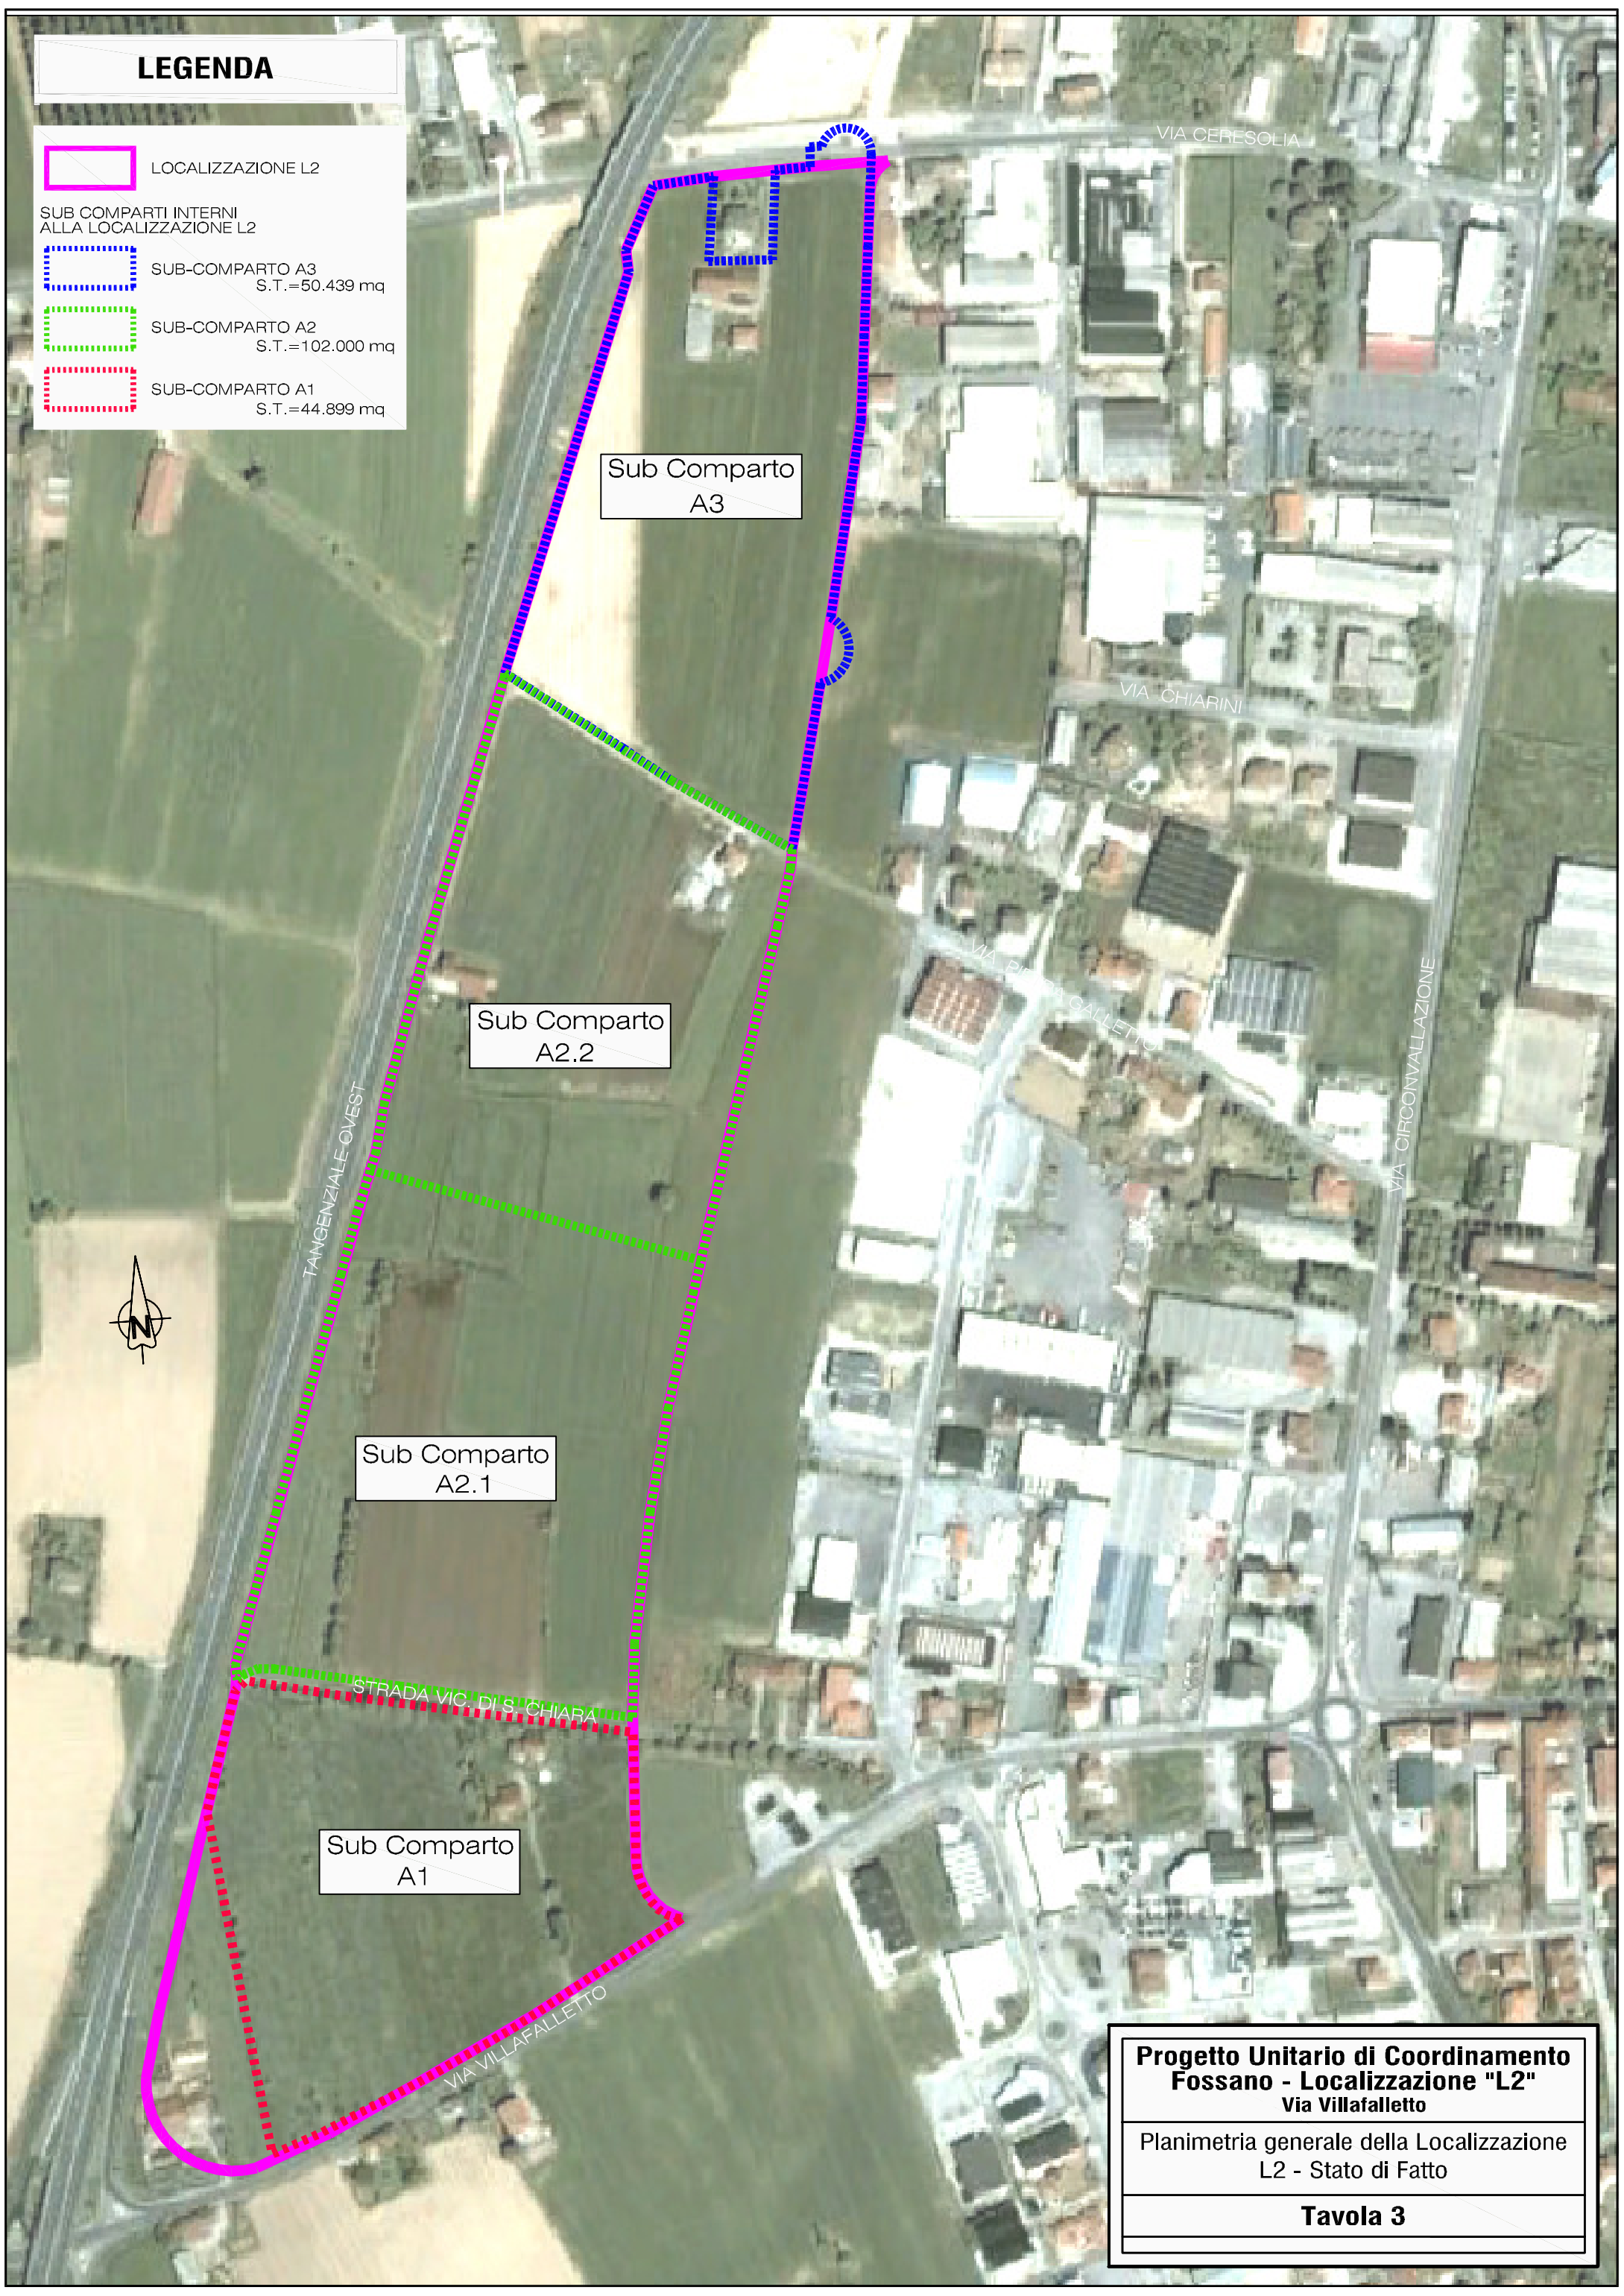 LEGENDA
LOCALIZZAZIONE L2
SUB COMPARTI INTERNI
ALLA LOCALIZZAZIONE L2
SUB-COMPARTO A3
S.T.=50.439 mq
SUB-COMPARTO A2
S.T.=102.000 mq
SUB-COMPARTO A1
S.T.=44.899 mq
VIA CERESOLIA
Sub Comparto
A3
VIA CHIARINI
VIA GALLETTO
Sub Comparto
A2.2
VIA CIRCONVALLAZIONE
TANGENZIALE OVEST
N
Sub Comparto
A2.1
STRADA VIC. DI S. CHIARA
Sub Comparto
A1
VIA VILLAFALLETTO
Progetto Unitario di Coordinamento
Fossano - Localizzazione "L2"
Via Villafalletto
Planimetria generale della Localizzazione
L2 - Stato di Fatto
Tavola 3